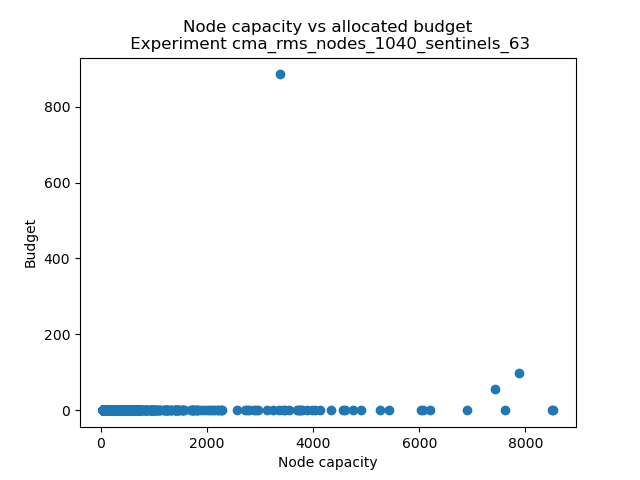 Node capacity vs allocated budget
Experiment cma_rms_nodes_1040_sentinels_63
800
600
400
200
0
Budget
0 2000 4000 6000 8000
Node capacity